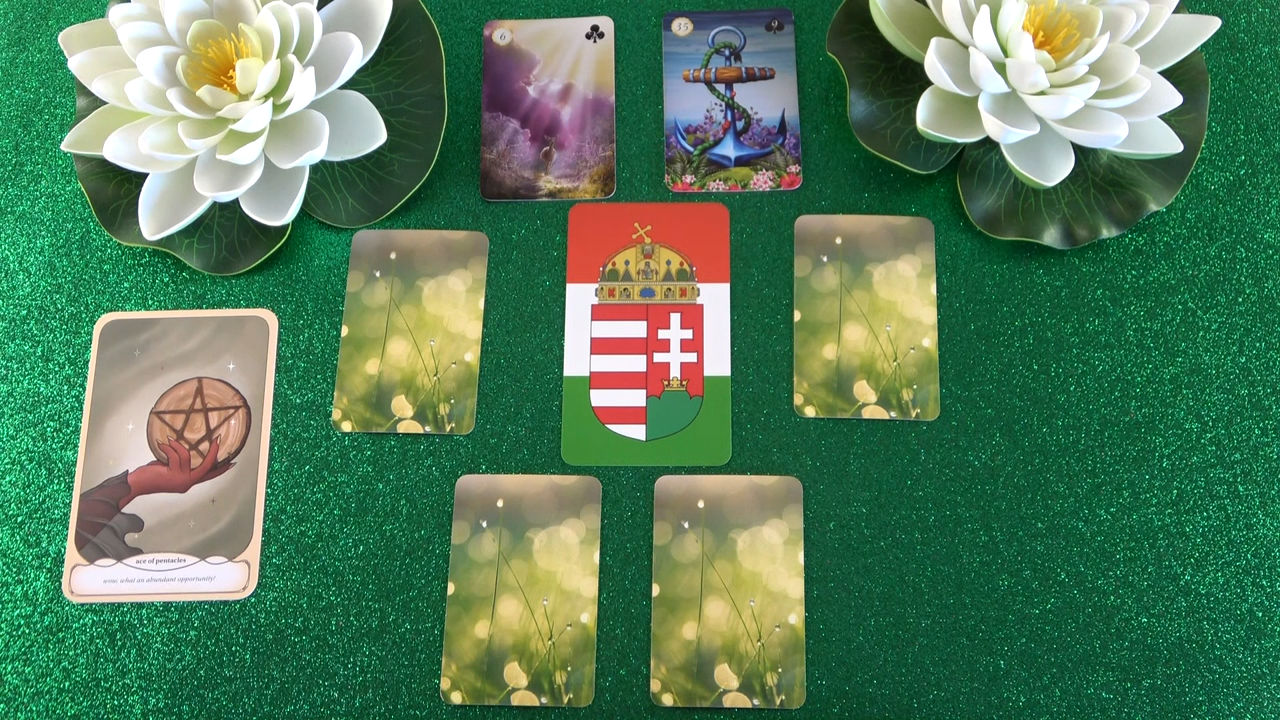 6
35
ace of pentacles
wow, what an abundant opportunity!